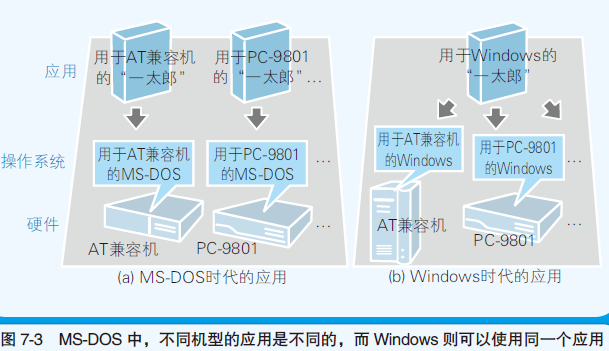 应用
用于AT兼容机
的“一太郎”
用于PC-9801
的“一太郎”…
操作系统
用于AT兼容机
的MS-DOS
用于PC-9801
的MS-DOS
…
硬件
AT兼容机
PC-9801
…
(a) MS-DOS时代的应用
用于Windows的
“一太郎”
用于AT兼容机
的Windows
用于PC-9801
的Windows
…
AT兼容机
PC-9801
…
(b) Windows时代的应用
图 7-3 MS-DOS 中，不同机型的应用是不同的，而 Windows 则可以使用同一个应用